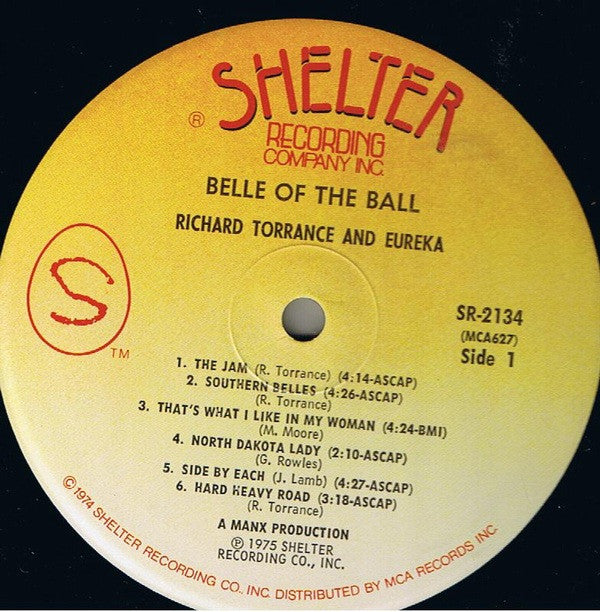 SHELTER
®
RECORDING
COMPANY INC.
BELLE OF THE BALL
RICHARD TORRANCE AND EUREKA
S
TM
SR-2134
(MCA627)
Side 1
1. THE JAM (R. Torrance) (4:14-ASCAP)
2. SOUTHERN BELLES (4:26-ASCAP)
(R. Torrance)
3. THAT'S WHAT I LIKE IN MY WOMAN (4:24-BMI)
(M. Moore)
4. NORTH DAKOTA LADY (2:10-ASCAP)
(G. Rowles)
5. SIDE BY EACH (J. Lamb) (4:27-ASCAP)
6. HARD HEAVY ROAD (3:18-ASCAP)
(R. Torrance)
A MANX PRODUCTION
℗ 1975 SHELTER
RECORDING CO., INC.
©1974 SHELTER RECORDING CO., INC. DISTRIBUTED BY MCA RECORDS INC.